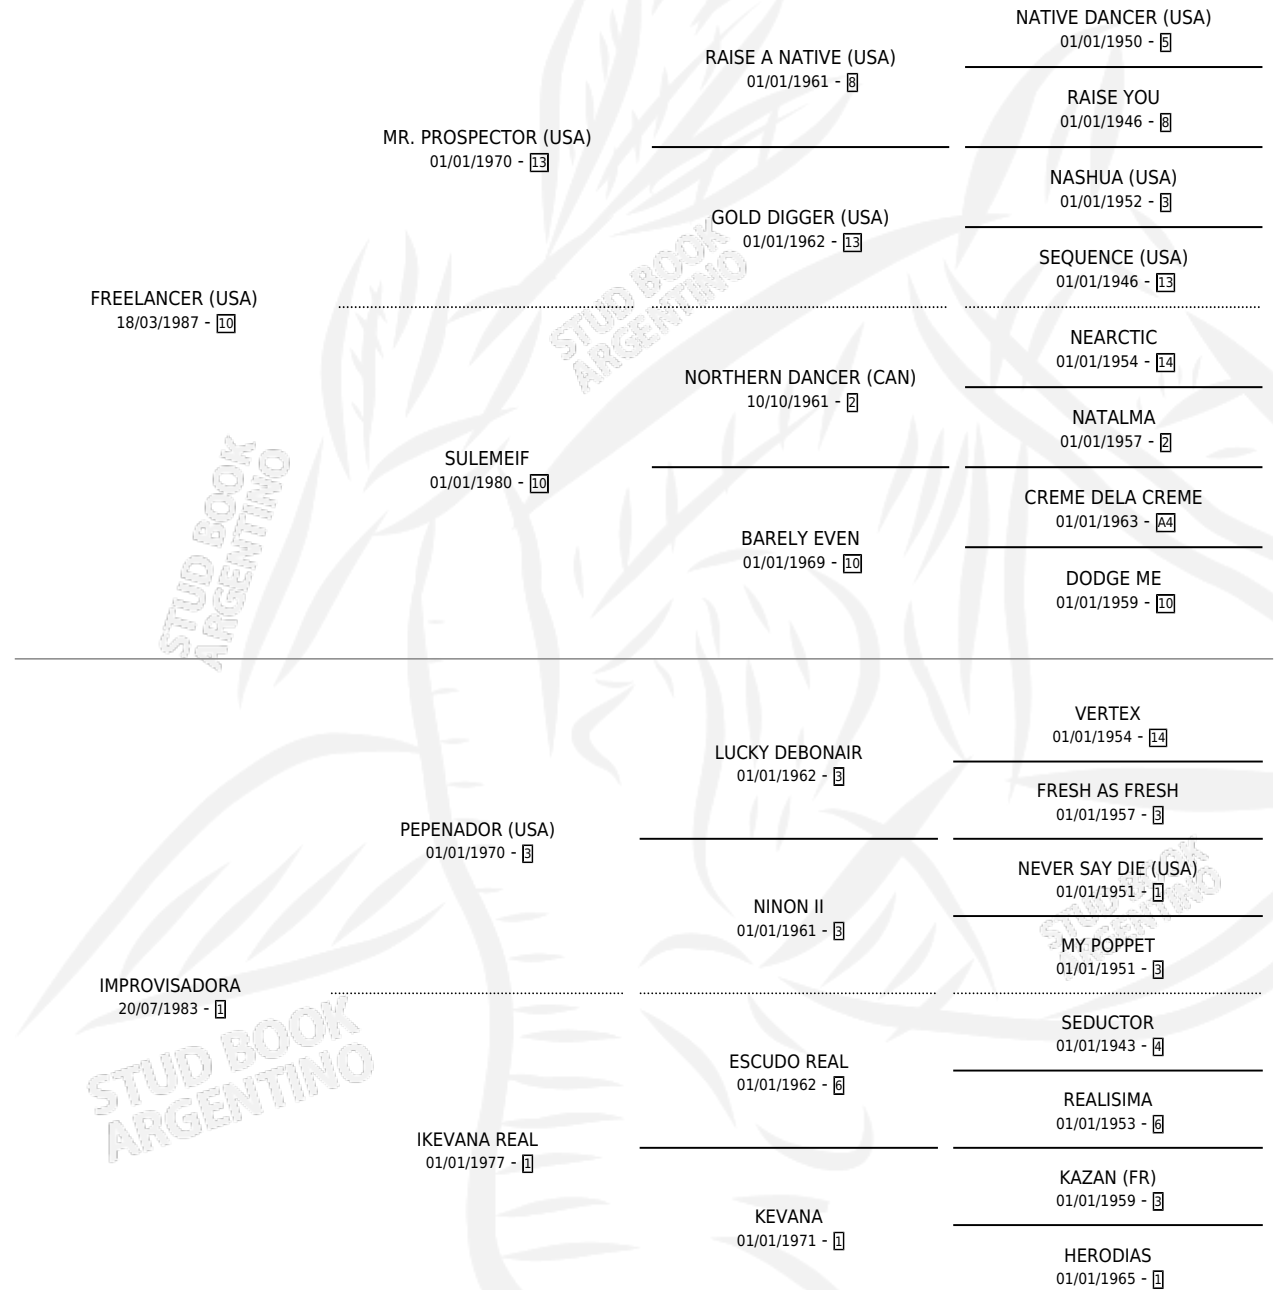 NATIVE DANCER (USA)
01/01/1950 - 5
RAISE A NATIVE (USA)
01/01/1961 - 8
RAISE YOU
01/01/1946 - 8
MR. PROSPECTOR (USA)
01/01/1970 - 13
NASHUA (USA)
01/01/1952 - 3
GOLD DIGGER (USA)
01/01/1962 - 13
SEQUENCE (USA)
01/01/1946 - 13
FREELANCER (USA)
18/03/1987 - 10
NEARCTIC
01/01/1954 - 14
NORTHERN DANCER (CAN)
10/10/1961 - 2
NATALMA
01/01/1957 - 2
SULEMEIF
01/01/1980 - 10
CREME DELA CREME
01/01/1963 - A4
BARELY EVEN
01/01/1969 - 10
DODGE ME
01/01/1959 - 10
STUD BOOK
ARGENTINO
STUD BOOK
ARGENTINO
VERTEX
01/01/1954 - 14
LUCKY DEBONAIR
01/01/1962 - 3
FRESH AS FRESH
01/01/1957 - 3
PEPENADOR (USA)
01/01/1970 - 3
NEVER SAY DIE (USA)
01/01/1951 - 1
NINON II
01/01/1961 - 3
MY POPPET
01/01/1951 - 3
IMPROVISADORA
20/07/1983 - 1
SEDUCTOR
01/01/1943 - 4
ESCUDO REAL
01/01/1962 - 6
REALISIMA
01/01/1953 - 6
IKEVANA REAL
01/01/1977 - 1
KAZAN (FR)
01/01/1959 - 3
KEVANA
01/01/1971 - 1
HERODIAS
01/01/1965 - 1
STUD BOOK
ARGENTINO
STUD BOOK
ARGENTINO